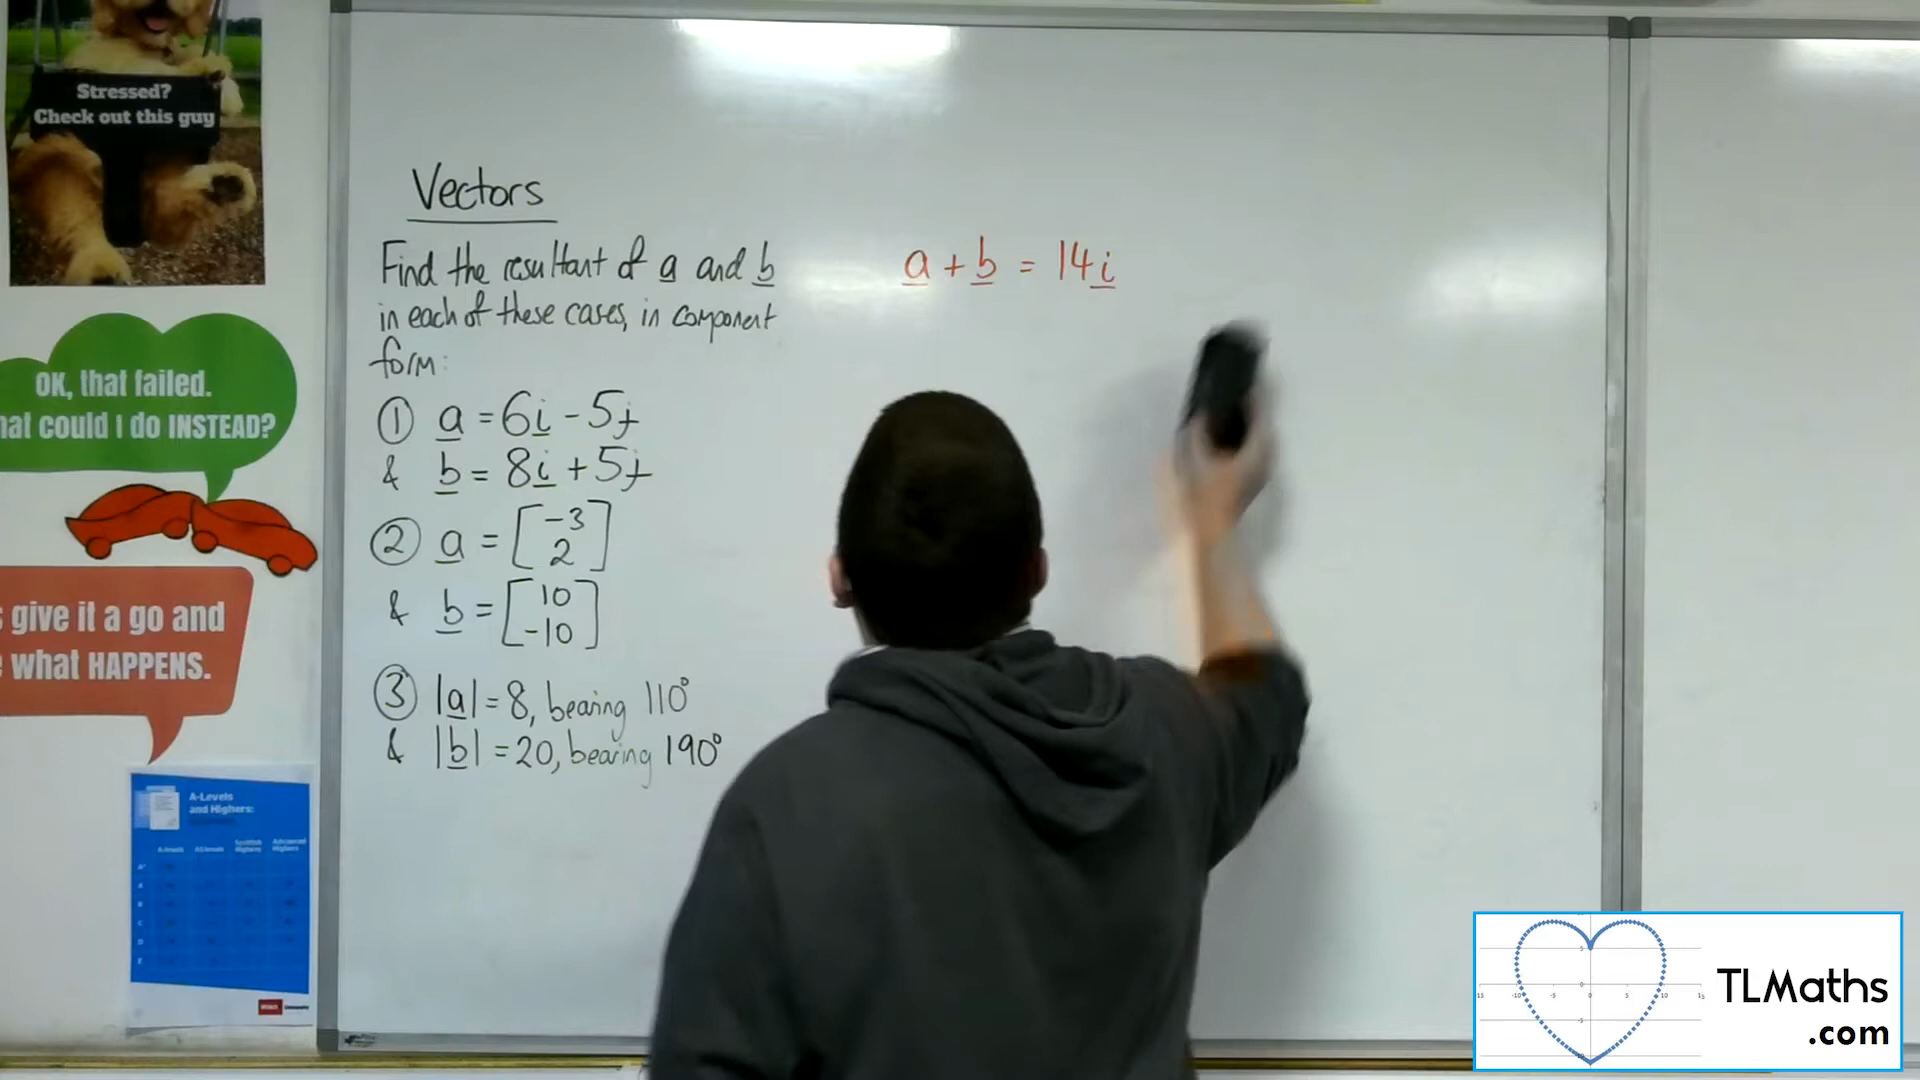 Stressed?
Check out this guy
OK, that failed.
could I do INSTEAD?
give it a go and
what HAPPENS.
A-Levels
and Highers:
Vectors
Find the resultant of a and b
in each of these cases, in component
form:
① a = 6i - 5j
& b = 8i + 5j
② a = [-3
2]
& b = [10
-10]
③ |a| = 8, bearing 110°
& |b| = 20, bearing 190°
a + b = 14i
TLMaths
.com